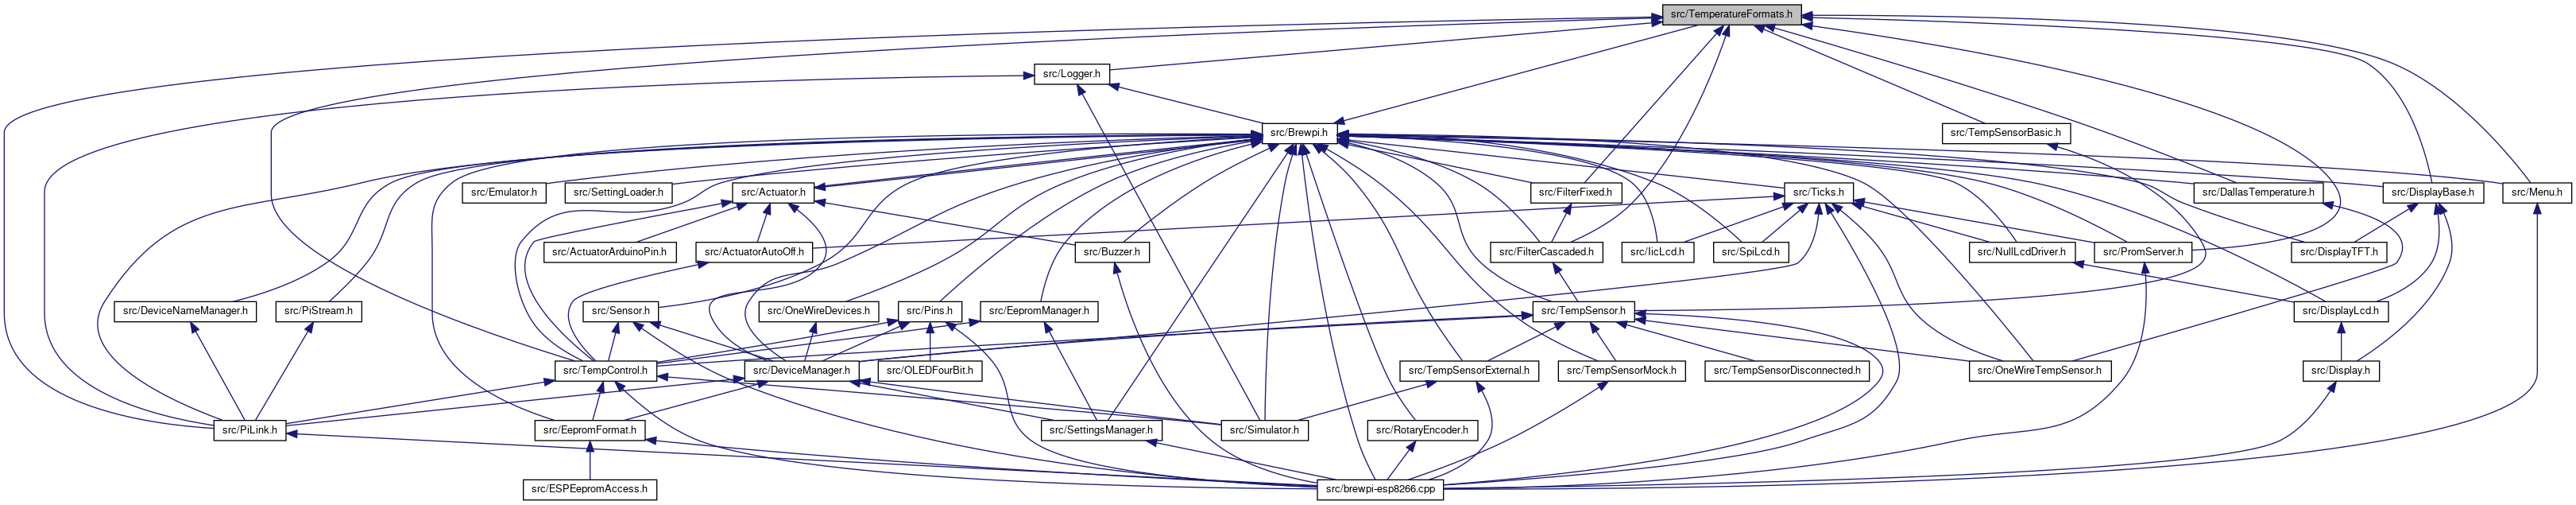 src/TemperatureFormats.h
src/Logger.h
src/Brewpi.h
src/TempSensorBasic.h
src/Emulator.h
src/SettingLoader.h
src/Actuator.h
src/FilterFixed.h
src/Ticks.h
src/DallasTemperature.h
src/DisplayBase.h
src/Menu.h
src/ActuatorArduinoPin.h
src/ActuatorAutoOff.h
src/Buzzer.h
src/FilterCascaded.h
src/IicLcd.h
src/SpiLcd.h
src/NullLcdDriver.h
src/PromServer.h
src/DisplayTFT.h
src/DeviceNameManager.h
src/PiStream.h
src/Sensor.h
src/OneWireDevices.h
src/Pins.h
src/EepromManager.h
src/TempSensor.h
src/DisplayLcd.h
src/TempControl.h
src/DeviceManager.h
src/OLEDFourBit.h
src/TempSensorExternal.h
src/TempSensorMock.h
src/TempSensorDisconnected.h
src/OneWireTempSensor.h
src/Display.h
src/PiLink.h
src/EepromFormat.h
src/SettingsManager.h
src/Simulator.h
src/RotaryEncoder.h
src/ESPEepromAccess.h
src/brewpi-esp8266.cpp